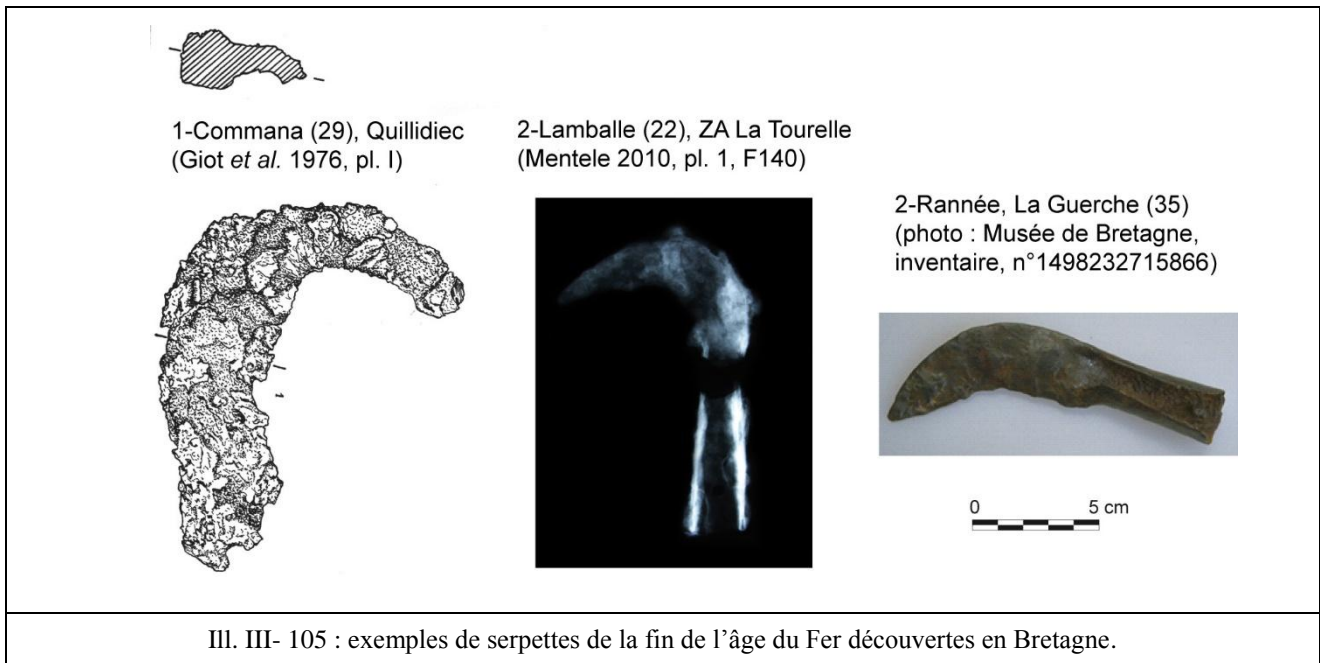 1-Commana (29), Quillidiec
(Giot et al. 1976, pl. I)
2-Lamballe (22), ZA La Tourelle
(Mentele 2010, pl. 1, F140)
2-Rannée, La Guerche (35)
(photo : Musée de Bretagne,
inventaire, n°1498232715866)
0 5 cm
Ill. III- 105 : exemples de serpettes de la fin de l’âge du Fer découvertes en Bretagne.